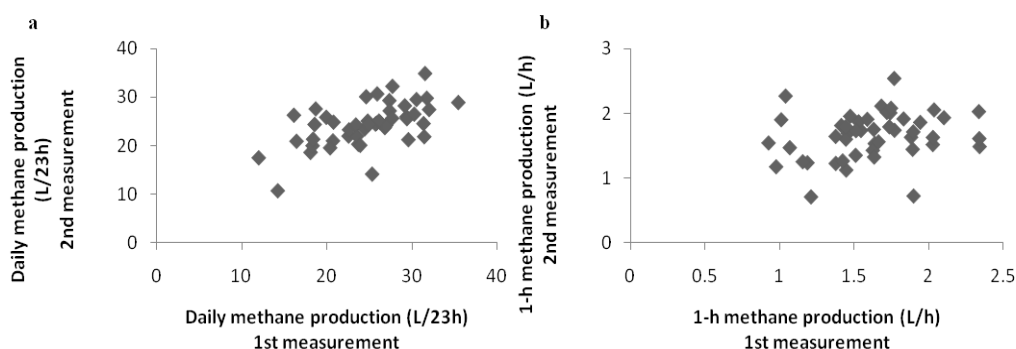 a
Daily methane production
(L/23h)
2nd measurement
40
30
20
10
0
0 10 20 30 40
Daily methane production (L/23h)
1st measurement
b
1-h methane production (L/h)
2nd measurement
3
2
1
0
0 0.5 1 1.5 2 2.5
1-h methane production (L/h)
1st measurement